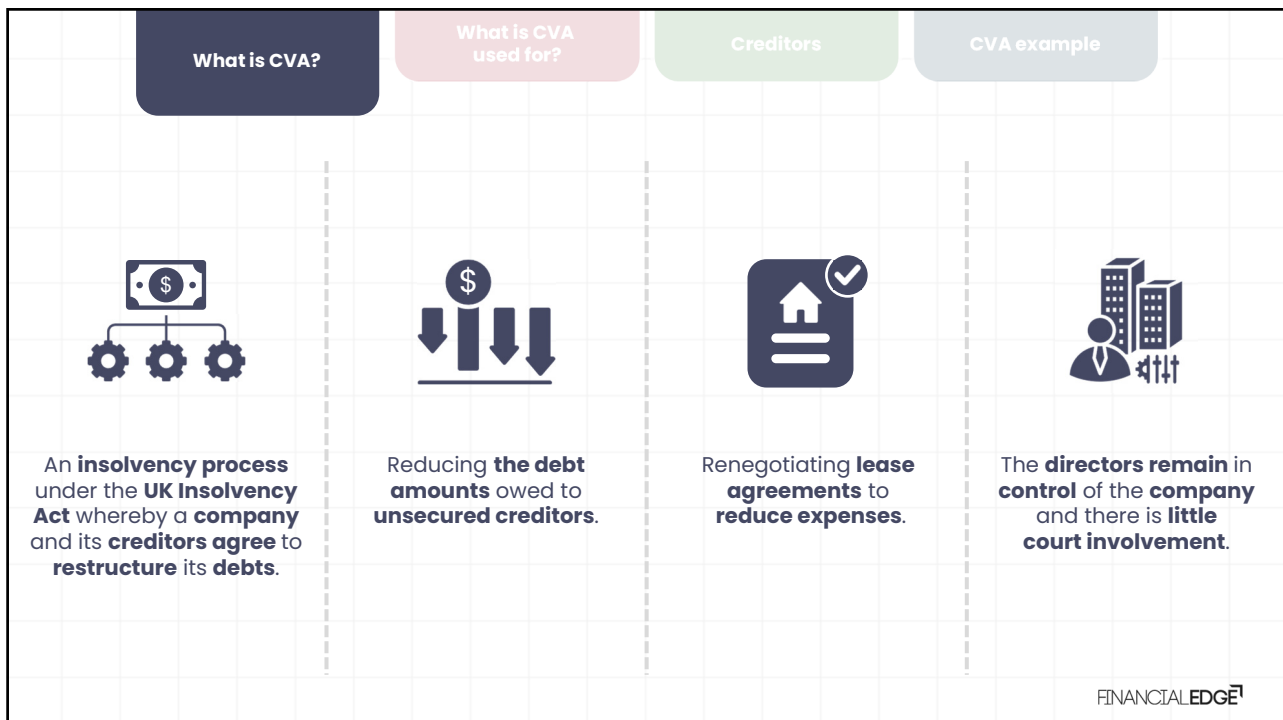 What is CVA?
What is CVA
used for?
Creditors
CVA example
$
An insolvency process
under the UK Insolvency
Act whereby a company
and its creditors agree to
restructure its debts.
$
Reducing the debt
amounts owed to
unsecured creditors.
Renegotiating lease
agreements to
reduce expenses.
The directors remain in
control of the company
and there is little
court involvement.
FINANCIALEDGE